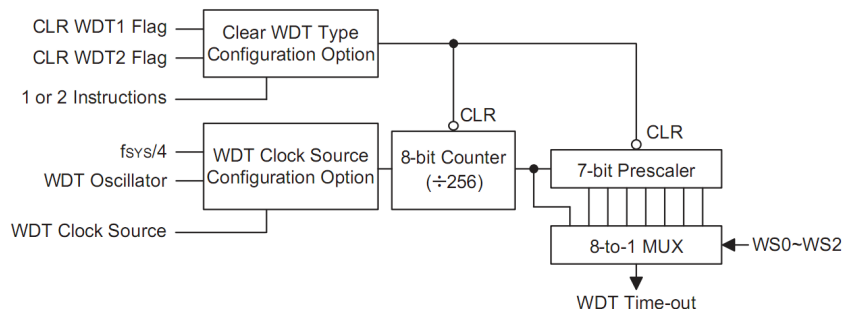 CLR WDT1 Flag
CLR WDT2 Flag
1 or 2 Instructions
Clear WDT Type
Configuration Option
CLR
CLR
fSYS/4
WDT Oscillator
WDT Clock Source
WDT Clock Source
Configuration Option
8-bit Counter
(÷256)
7-bit Prescaler
8-to-1 MUX
WS0~WS2
WDT Time-out